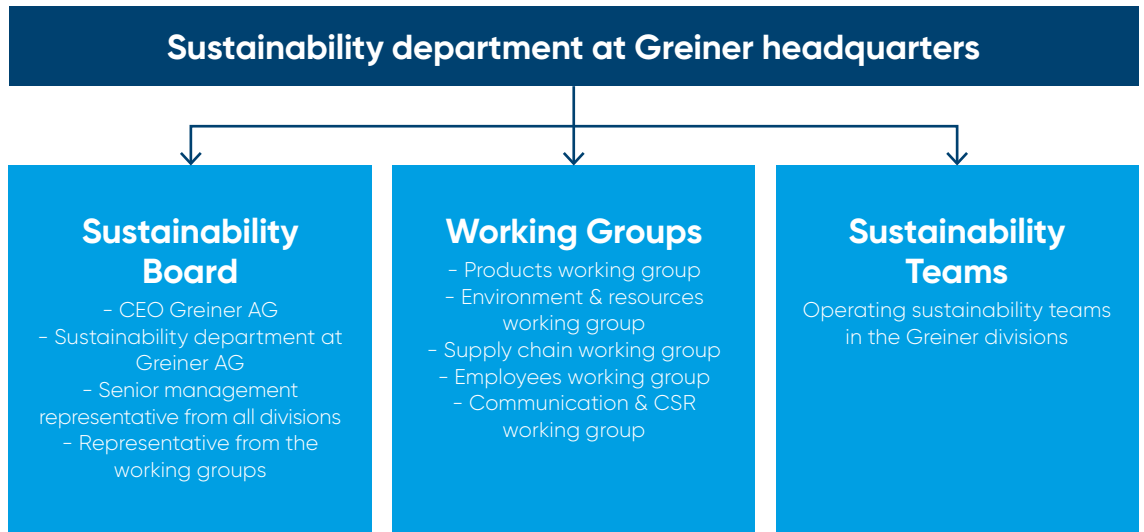 Sustainability department at Greiner headquarters
Sustainability
Board
- CEO Greiner AG
- Sustainability department at
Greiner AG
- Senior management
representative from all divisions
- Representative from the
working groups
Working Groups
- Products working group
- Environment & resources
working group
- Supply chain working group
- Employees working group
- Communication & CSR
working group
Sustainability
Teams
Operating sustainability teams
in the Greiner divisions